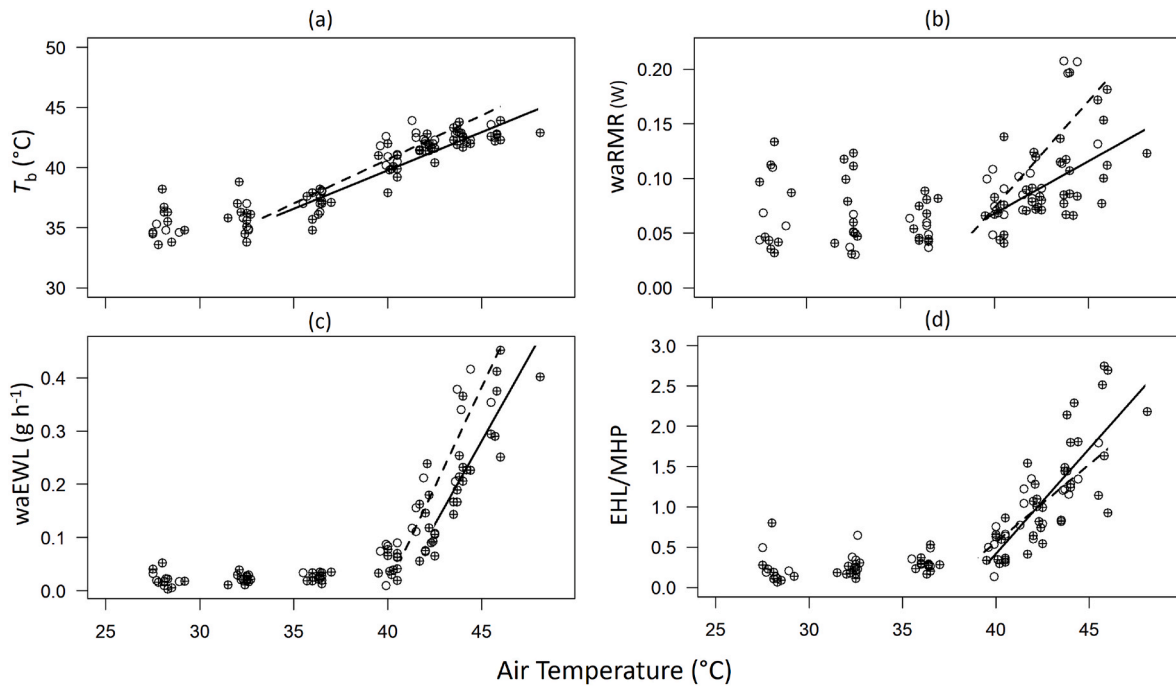 (a)
50
45
40
35
30
Tb (°C)
(b)
0.20
0.15
0.10
0.05
0.00
waRMR (W)
(c)
0.4
0.3
0.2
0.1
0.0
waEWL (g h⁻¹)
25 30 35 40 45
(d)
3.0
2.5
2.0
1.5
1.0
0.5
0.0
EHL/MHP
25 30 35 40 45
Air Temperature (°C)